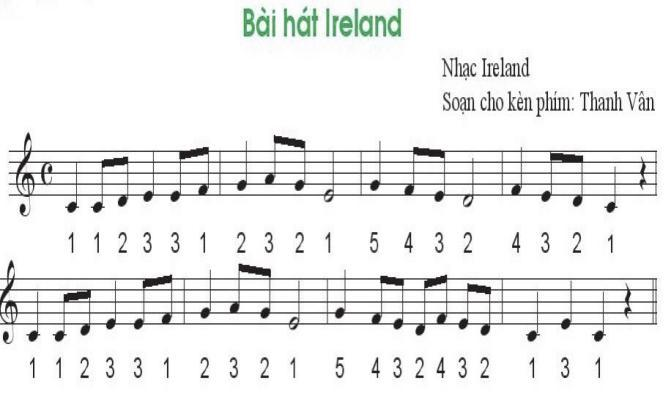 Bài hát Ireland
Nhạc Ireland
Soạn cho kèn phím: Thanh Vân
1 1 2 3 3 1 2 3 2 1 5 4 3 2 4 3 2 1
1 1 2 3 3 1 2 3 2 1 5 4 3 2 4 3 2 1 3 1